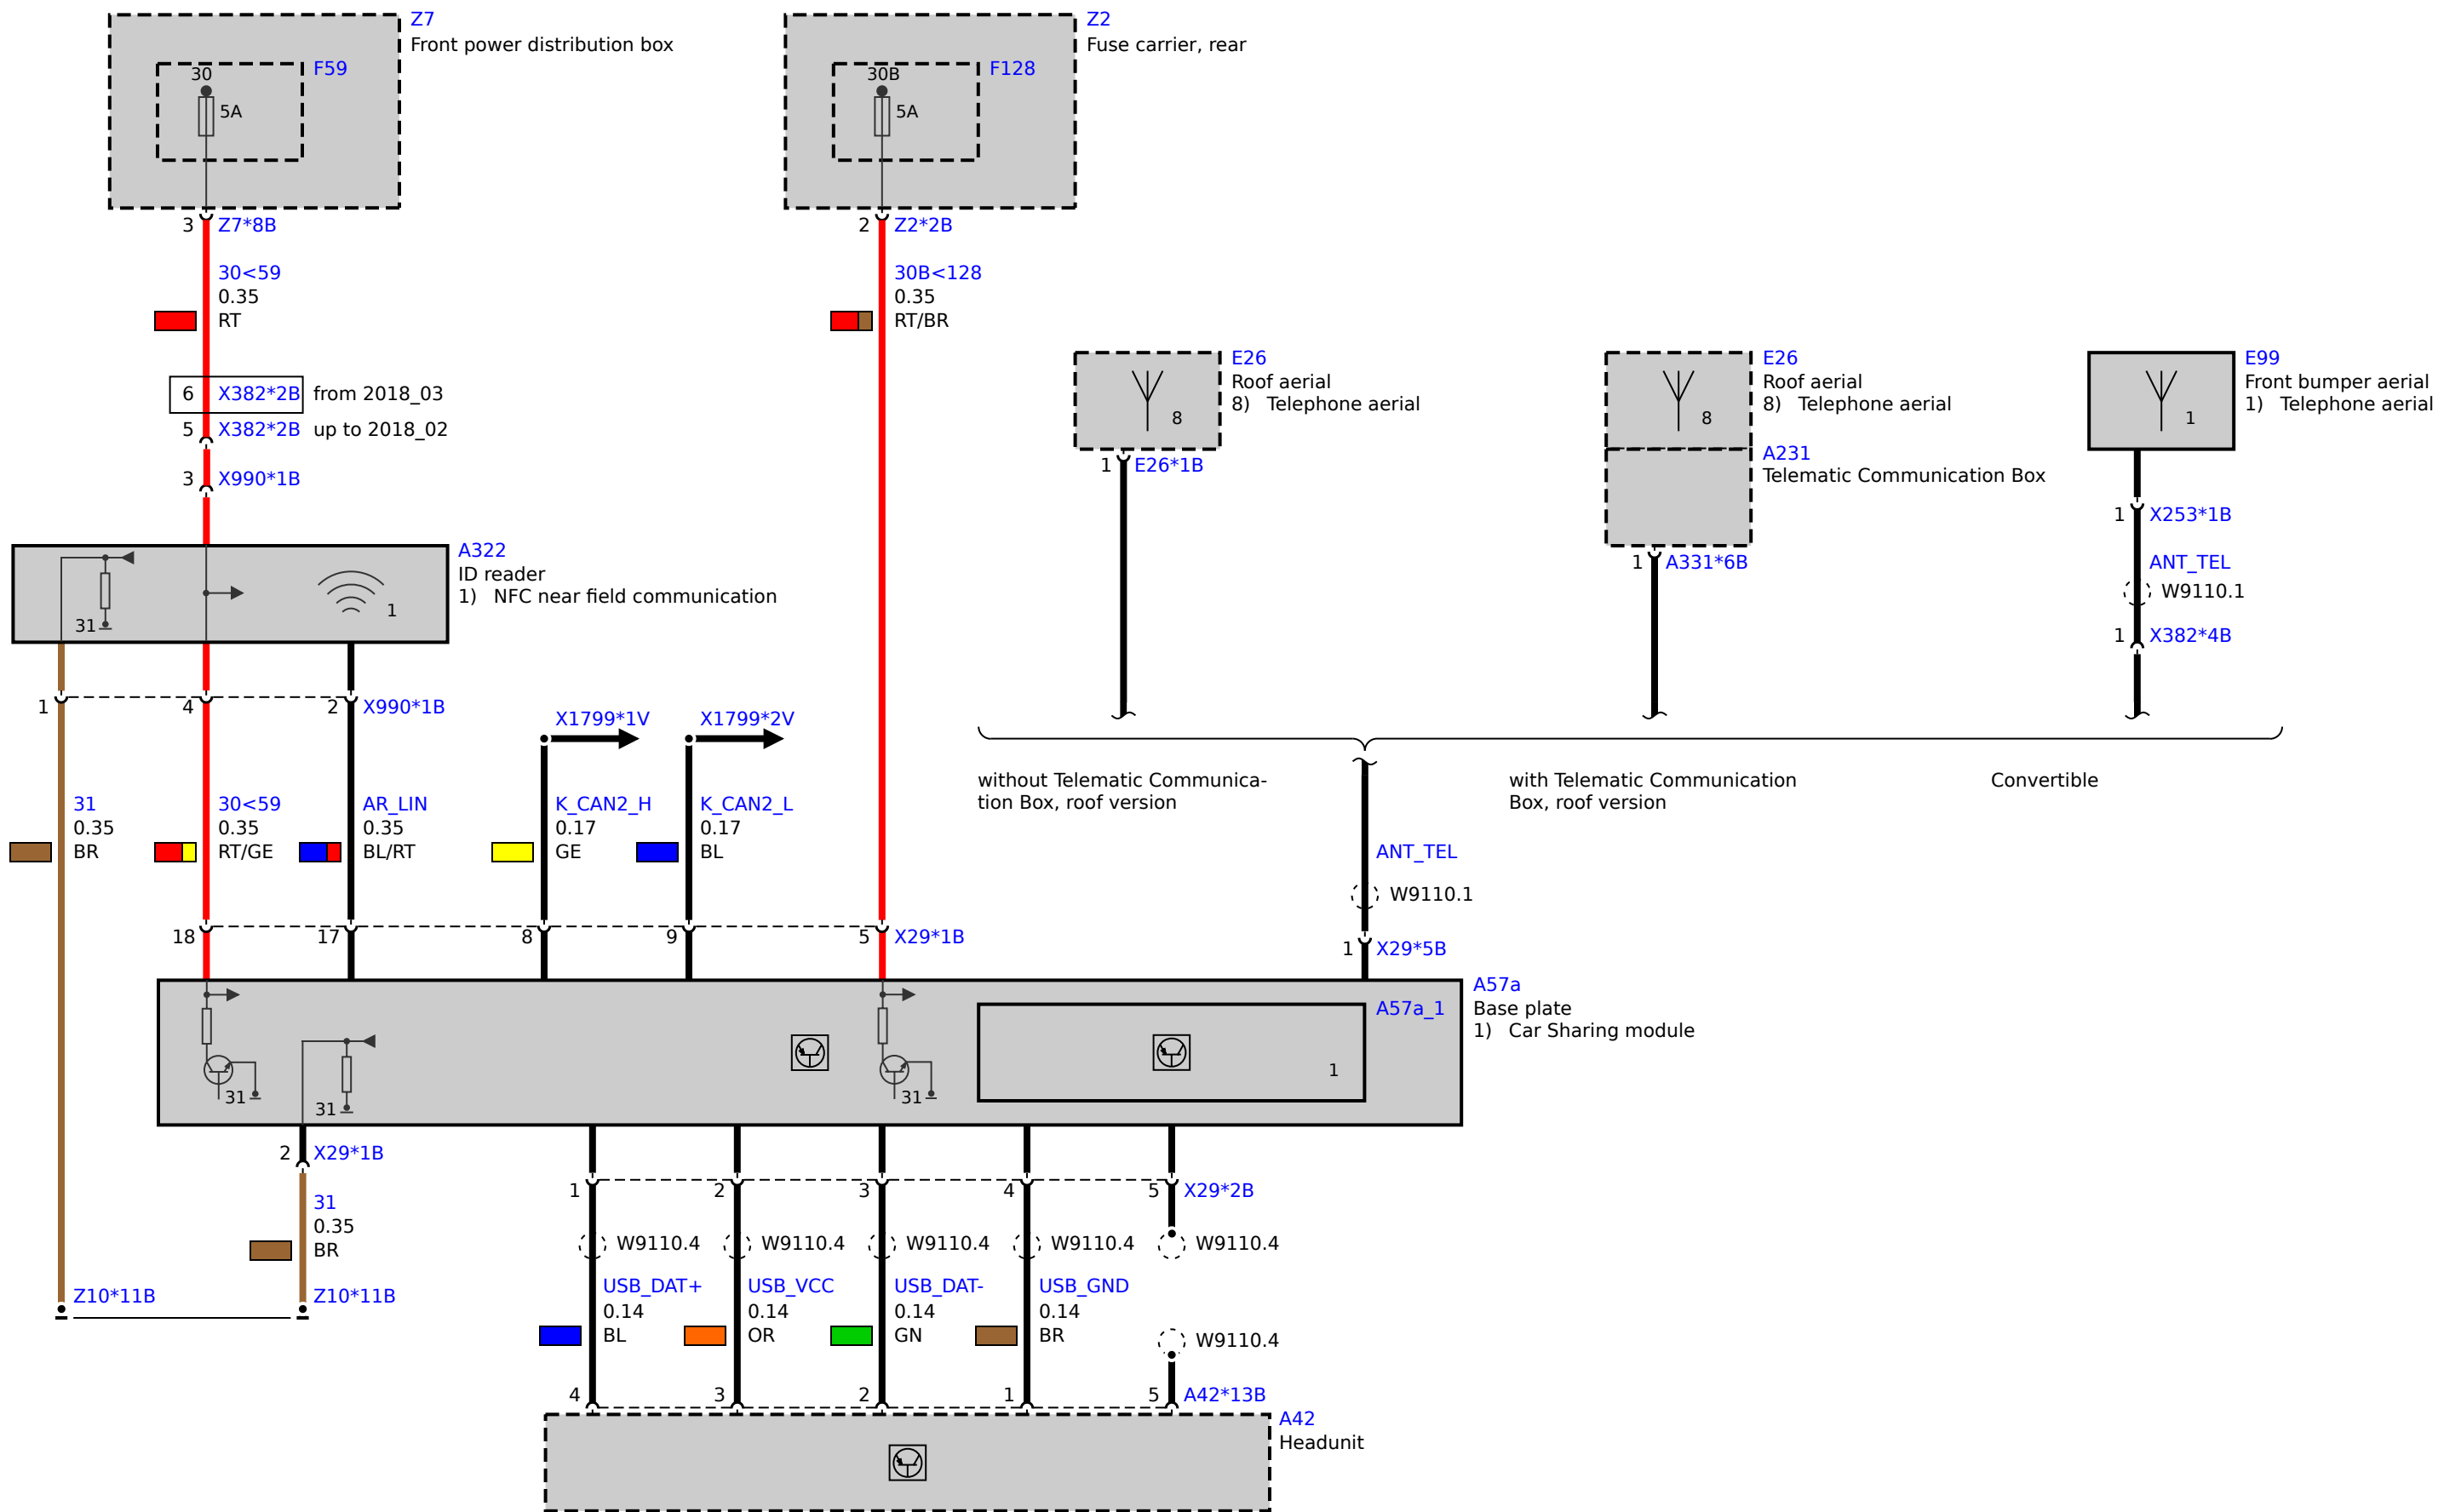 Z7
Front power distribution box
30
F59
5A
Z2
Fuse carrier, rear
30B
F128
5A
3 Z7*8B
2 Z2*2B
30<59
0.35
RT
30B<128
0.35
RT/BR
6 X382*2B from 2018_03
5 X382*2B up to 2018_02
3 X990*1B
E26
Roof aerial
8) Telephone aerial
8
1 E26*1B
E26
Roof aerial
8) Telephone aerial
8
A231
Telematic Communication Box
1 A331*6B
E99
Front bumper aerial
1) Telephone aerial
1
1 X253*1B
ANT_TEL
W9110.1
1 X382*4B
A322
ID reader
1) NFC near field communication
1
31
1 4 2 X990*1B
X1799*1V
X1799*2V
without Telematic Communica-
tion Box, roof version
with Telematic Communication
Box, roof version
Convertible
31
0.35
BR
30<59
0.35
RT/GE
AR_LIN
0.35
BL/RT
K_CAN2_H
0.17
GE
K_CAN2_L
0.17
BL
ANT_TEL
W9110.1
18 17 8 9 5 X29*1B
1 X29*5B
A57a
Base plate
1) Car Sharing module
A57a_1
1
31
31
31
2 X29*1B
31
0.35
BR
Z10*11B
Z10*11B
1 2 3 4 5 X29*2B
W9110.4 W9110.4 W9110.4 W9110.4 W9110.4
USB_DAT+
0.14
BL
USB_VCC
0.14
OR
USB_DAT-
0.14
GN
USB_GND
0.14
BR
W9110.4
4 3 2 1 5 A42*13B
A42
Headunit